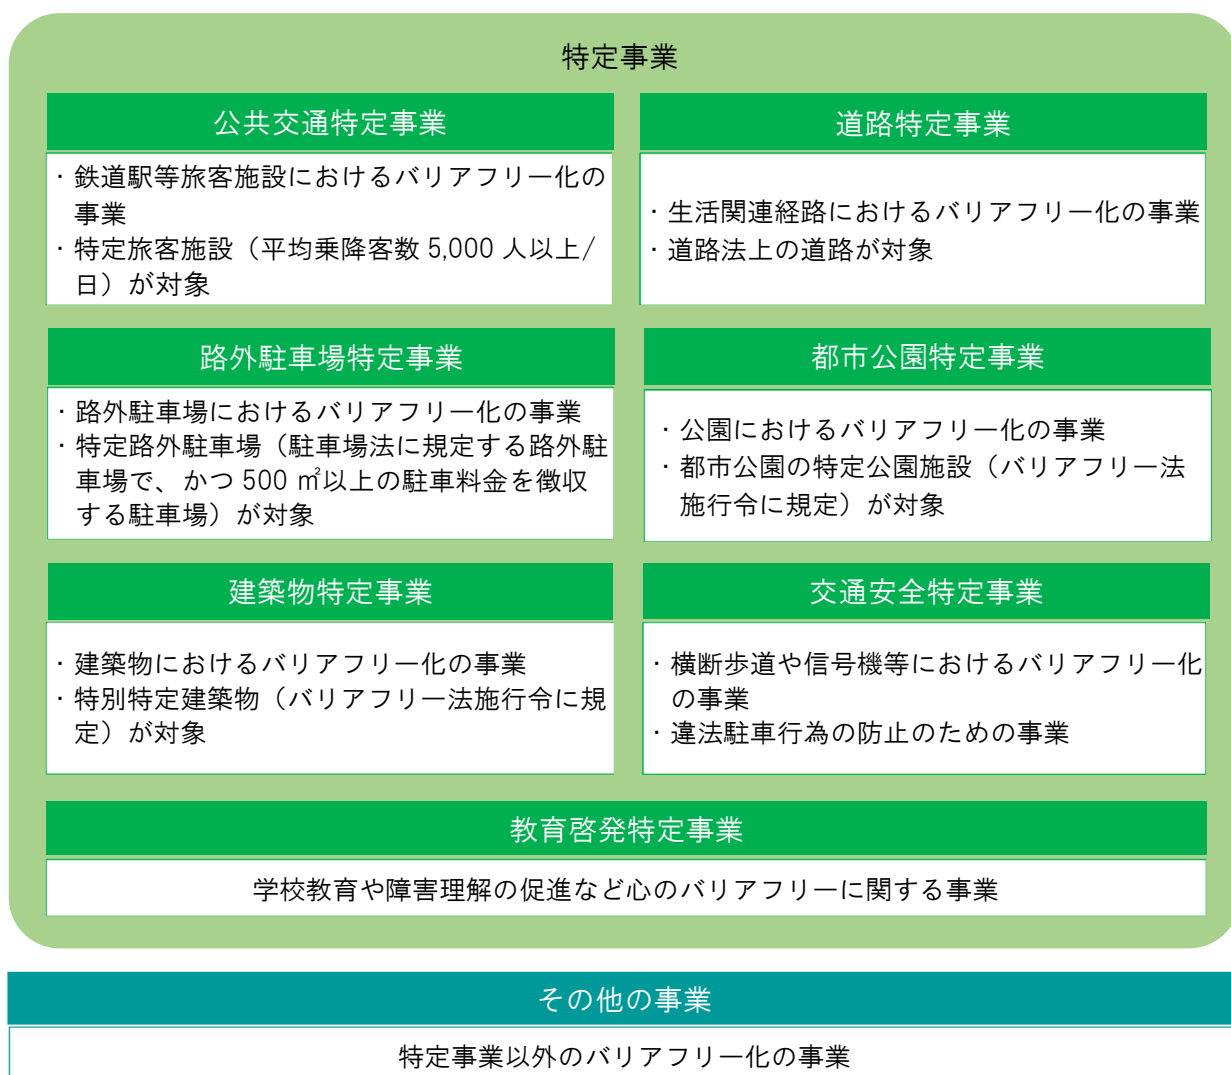 特定事業
公共交通特定事業
・鉄道駅等旅客施設におけるバリアフリー化の
事業
・特定旅客施設（平均乗降客数 5,000 人以上/
日）が対象
道路特定事業
・生活関連経路におけるバリアフリー化の事業
・道路法上の道路が対象
路外駐車場特定事業
・路外駐車場におけるバリアフリー化の事業
・特定路外駐車場（駐車場法に規定する路外駐
車場で、かつ 500 ㎡以上の駐車料金を徴収
する駐車場）が対象
都市公園特定事業
・公園におけるバリアフリー化の事業
・都市公園の特定公園施設（バリアフリー法
施行令に規定）が対象
建築物特定事業
・建築物におけるバリアフリー化の事業
・特別特定建築物（バリアフリー法施行令に規
定）が対象
交通安全特定事業
・横断歩道や信号機等におけるバリアフリー化
の事業
・違法駐車行為の防止のための事業
教育啓発特定事業
学校教育や障害理解の促進など心のバリアフリーに関する事業
その他の事業
特定事業以外のバリアフリー化の事業